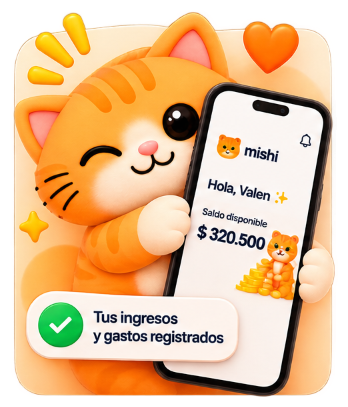 mishi
Hola, Valen
Saldo disponible
$ 320.500
Tus ingresos
y gastos registrados